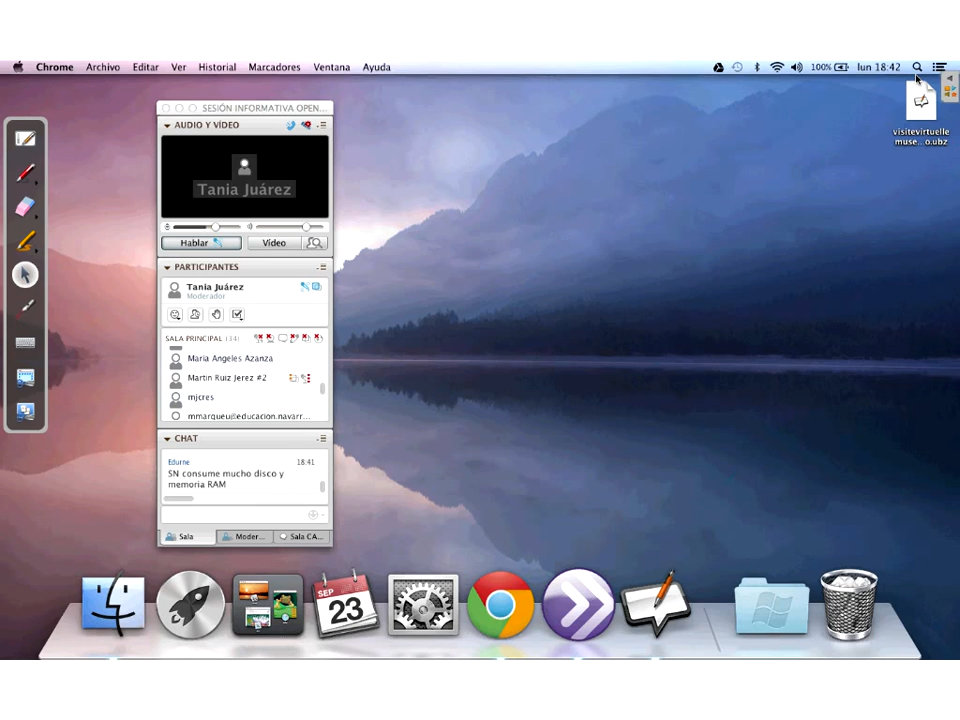 Chrome Archivo Editar Ver Historial Marcadores Ventana Ayuda 100% lun 18:42
visitevirtuelle
muse...o.ubz
SESIÓN INFORMATIVA OPEN...
AUDIO Y VÍDEO
Tania Juárez
Hablar Vídeo
PARTICIPANTES
Tania Juárez
Moderador
SALA PRINCIPAL (34)
Maria Angeles Azanza
Martin Ruiz Jerez #2
mjcres
mmarqueu@educacion.navarr...
CHAT
Edurne 18:41
SN consume mucho disco y
memoria RAM
Sala Moder... Sala CA...
SEP
23